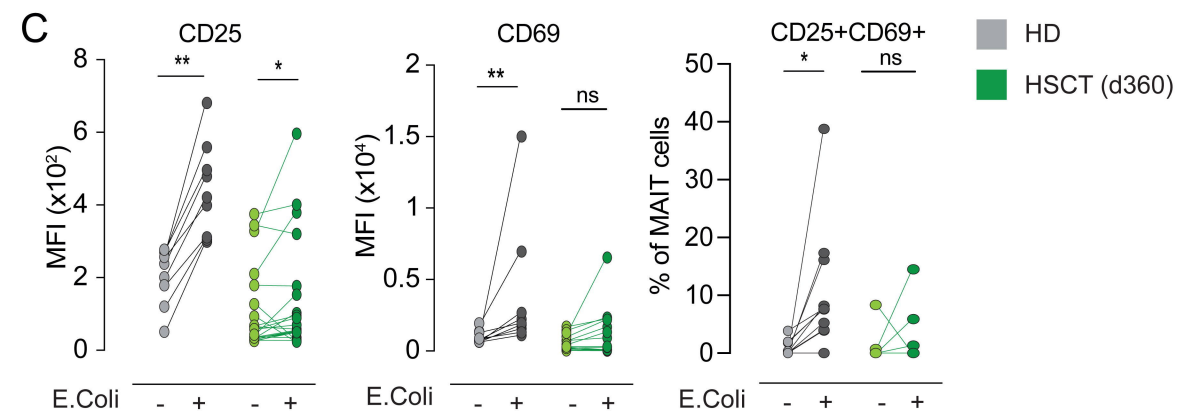 C
CD25
CD69
CD25+CD69+
HD
HSCT (d360)
** *
** ns
* ns
MFI (x10²)
8
6
4
2
0
MFI (x10⁴)
2
1.5
1
0.5
0
% of MAIT cells
50
40
30
20
10
0
E.Coli - + - +
E.Coli - + - +
E.Coli - + - +